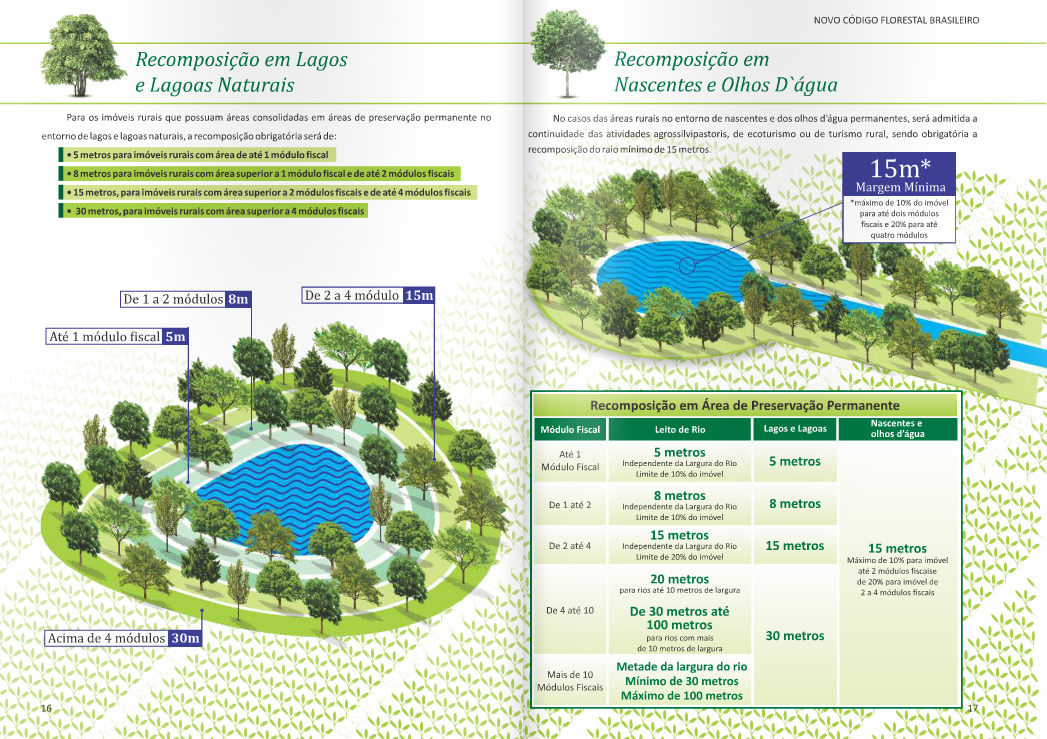 Recomposição em Lagos
e Lagoas Naturais
Para os imóveis rurais que possuam áreas consolidadas em áreas de preservação permanente no
entorno de lagos e lagoas naturais, a recomposição obrigatória será de:
• 5 metros para imóveis rurais com área de até 1 módulo fiscal
• 8 metros para imóveis rurais com área superior a 1 módulo fiscal e de até 2 módulos fiscais
• 15 metros, para imóveis rurais com área superior a 2 módulos fiscais e de até 4 módulos fiscais
• 30 metros, para imóveis rurais com área superior a 4 módulos fiscais
De 1 a 2 módulos 8m
De 2 a 4 módulo 15m
Até 1 módulo fiscal 5m
Acima de 4 módulos 30m
16
NOVO CÓDIGO FLORESTAL BRASILEIRO
Recomposição em
Nascentes e Olhos D`água
No casos das áreas rurais no entorno de nascentes e dos olhos d'água permanentes, será admitida a
continuidade das atividades agrossilvipastoris, de ecoturismo ou de turismo rural, sendo obrigatória a
recomposição do raio mínimo de 15 metros.
15m*
Margem Mínima
*máximo de 10% do imóvel
para até dois módulos
fiscais e 20% para até
quatro módulos
Recomposição em Área de Preservação Permanente
Módulo Fiscal
Leito de Rio
Lagos e Lagoas
Nascentes e
olhos d'água
Até 1
Módulo Fiscal
5 metros
Independente da Largura do Rio
Limite de 10% do imóvel
5 metros
De 1 até 2
8 metros
Independente da Largura do Rio
Limite de 10% do imóvel
8 metros
De 2 até 4
15 metros
Independente da Largura do Rio
Limite de 20% do imóvel
15 metros
De 4 até 10
20 metros
para rios até 10 metros de largura
De 30 metros até
100 metros
para rios com mais
de 10 metros de largura
30 metros
Mais de 10
Módulos Fiscais
Metade da largura do rio
Mínimo de 30 metros
Máximo de 100 metros
15 metros
Máximo de 10% para imóvel
até 2 módulos fiscaise
de 20% para imóvel de
2 a 4 módulos fiscais
17